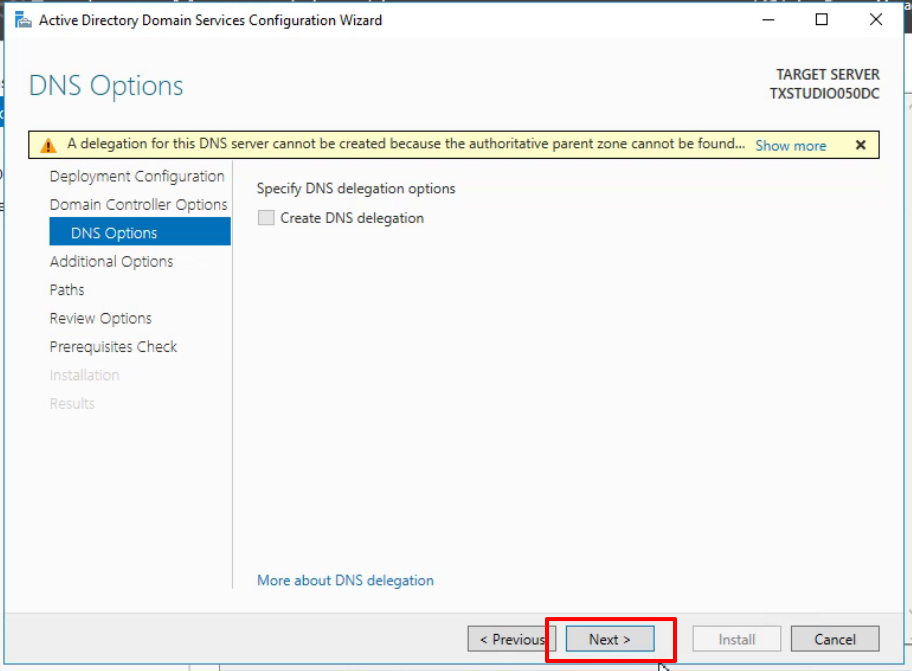 Active Directory Domain Services Configuration Wizard
DNS Options
TARGET SERVER
TXSTUDIO050DC
A delegation for this DNS server cannot be created because the authoritative parent zone cannot be found... Show more
Deployment Configuration
Domain Controller Options
DNS Options
Additional Options
Paths
Review Options
Prerequisites Check
Installation
Results
Specify DNS delegation options
Create DNS delegation
More about DNS delegation
< Previous
Next >
Install
Cancel